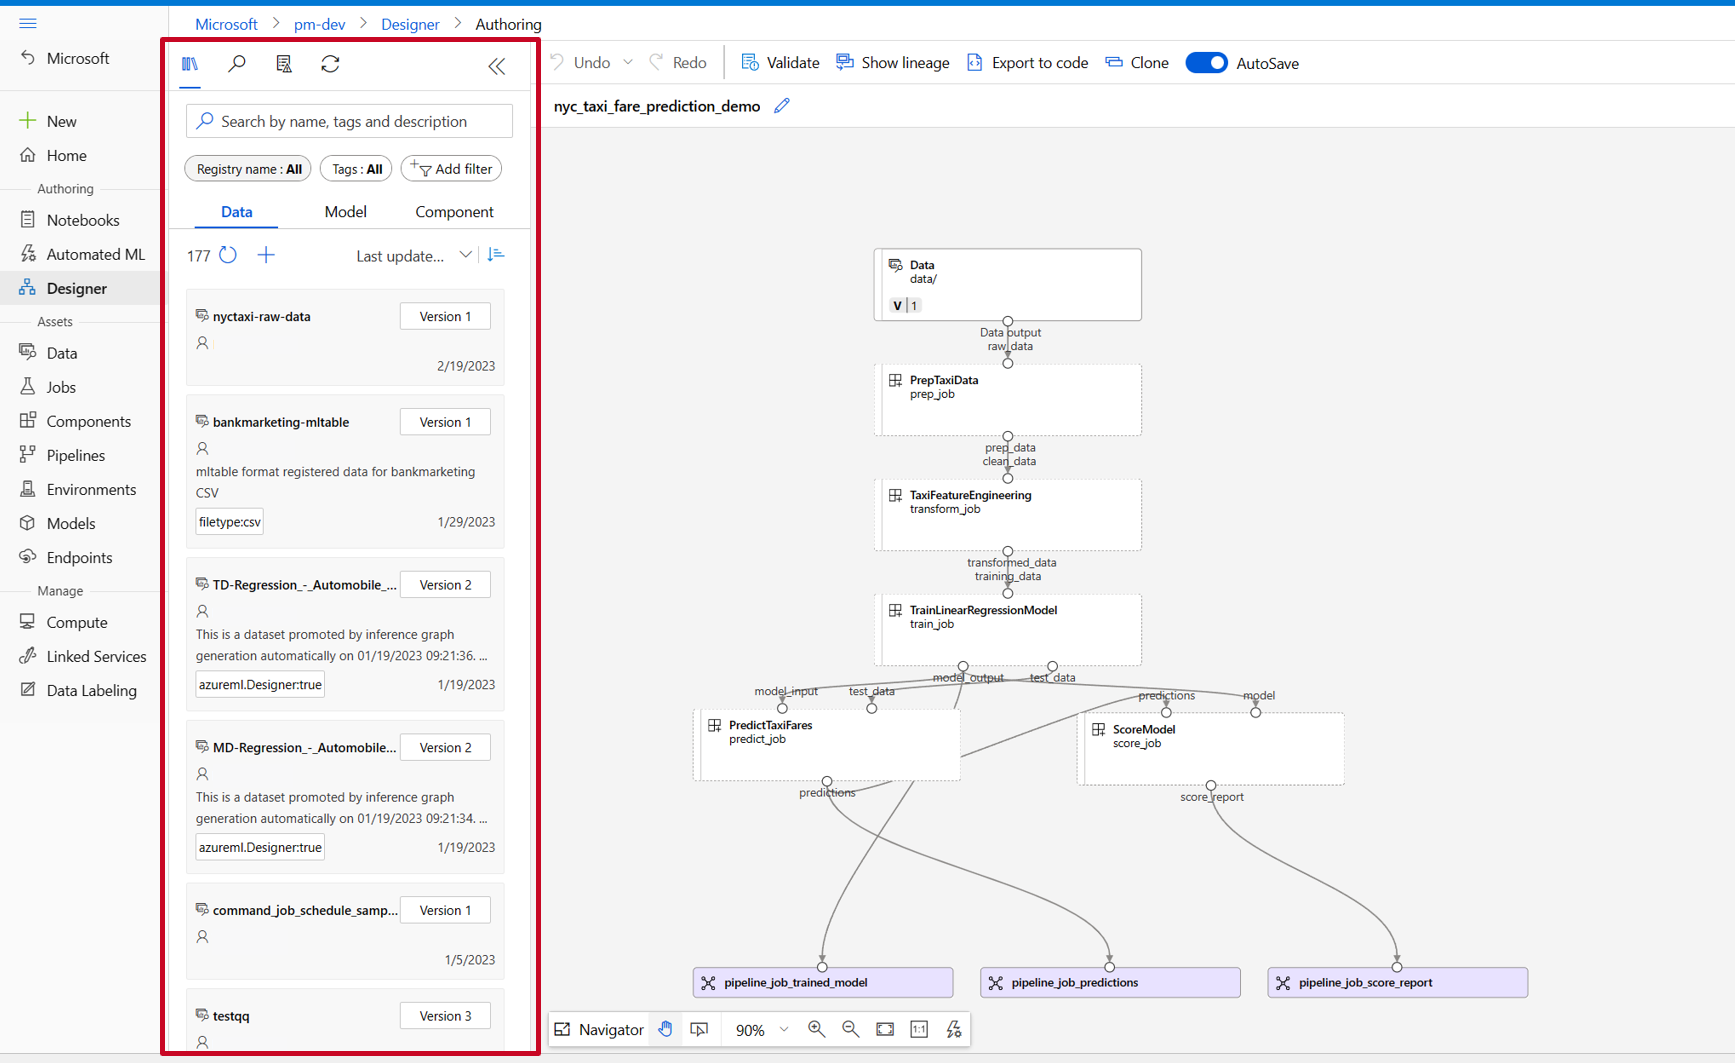 Microsoft > pm-dev > Designer > Authoring
Microsoft
New
Home
Authoring
Notebooks
Automated ML
Designer
Assets
Data
Jobs
Components
Pipelines
Environments
Models
Endpoints
Manage
Compute
Linked Services
Data Labeling
Search by name, tags and description
Registry name : All
Tags : All
Add filter
Data Model Component
177
Last update...
nyctaxi-raw-data
Version 1
2/19/2023
bankmarketing-mltable
Version 1
mltable format registered data for bankmarketing
CSV
filetype:csv
1/29/2023
TD-Regression_-_Automobile_...
Version 2
This is a dataset promoted by inference graph
generation automatically on 01/19/2023 09:21:36. ...
azureml.Designer:true
1/19/2023
MD-Regression_-_Automobile...
Version 2
This is a dataset promoted by inference graph
generation automatically on 01/19/2023 09:21:34. ...
azureml.Designer:true
1/19/2023
command_job_schedule_samp...
Version 1
1/5/2023
testqq
Version 3
Undo Redo Validate Show lineage Export to code Clone AutoSave
nyc_taxi_fare_prediction_demo
Data
data/
V | 1
Data output
raw_data
PrepTaxiData
prep_job
prep_data
clean_data
TaxiFeatureEngineering
transform_job
transformed_data
training_data
TrainLinearRegressionModel
train_job
model_output test_data
model_input test_data
predictions model
PredictTaxiFares
predict_job
ScoreModel
score_job
predictions
score_report
pipeline_job_trained_model
pipeline_job_predictions
pipeline_job_score_report
Navigator
90%
1:1